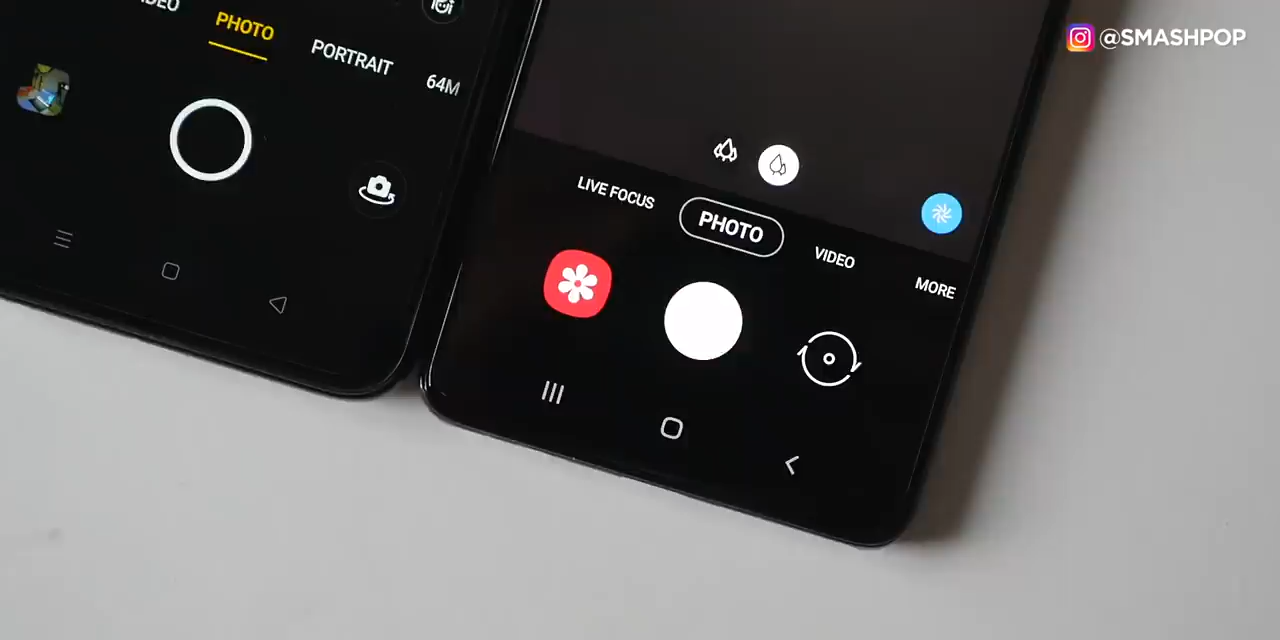 PHOTO
PORTRAIT
64M
LIVE FOCUS
PHOTO
VIDEO
MORE
@SMASHPOP